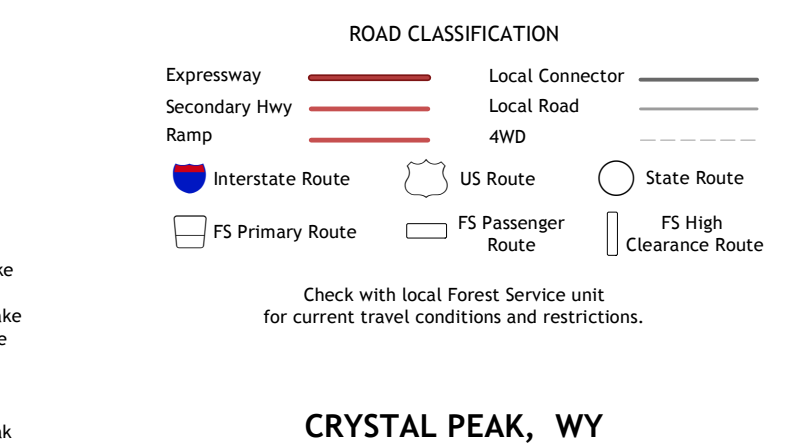 ROAD CLASSIFICATION
Expressway
Local Connector
Secondary Hwy
Local Road
Ramp
4WD
Interstate Route
US Route
State Route
FS Primary Route
FS Passenger
Route
FS High
Clearance Route
Check with local Forest Service unit
for current travel conditions and restrictions.
CRYSTAL PEAK, WY